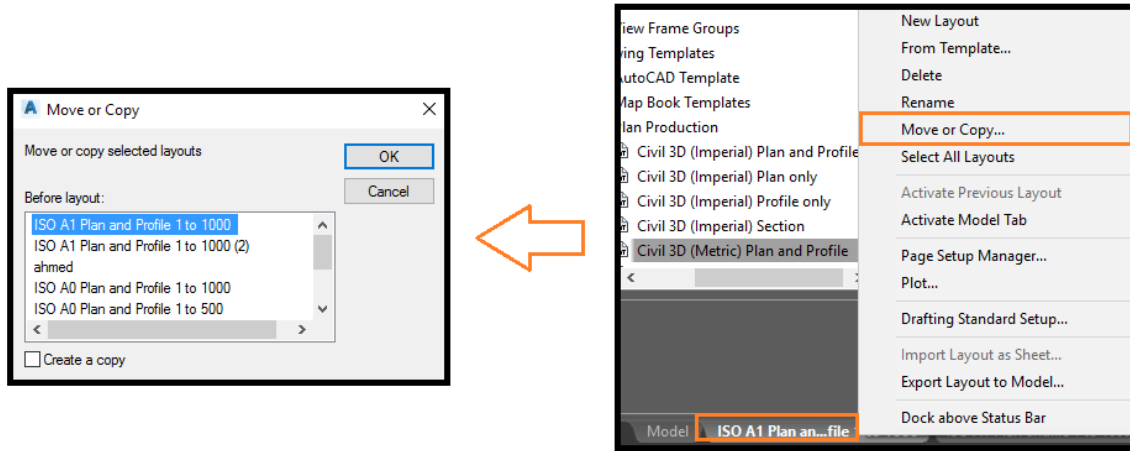 Move or Copy
Move or copy selected layouts
OK
Cancel
Before layout:
ISO A1 Plan and Profile 1 to 1000
ISO A1 Plan and Profile 1 to 1000 (2)
ahmed
ISO A0 Plan and Profile 1 to 1000
ISO A0 Plan and Profile 1 to 500
Create a copy
iew Frame Groups
ving Templates
utoCAD Template
Map Book Templates
lan Production
Civil 3D (Imperial) Plan and Profile
Civil 3D (Imperial) Plan only
Civil 3D (Imperial) Profile only
Civil 3D (Imperial) Section
Civil 3D (Metric) Plan and Profile
New Layout
From Template...
Delete
Rename
Move or Copy...
Select All Layouts
Activate Previous Layout
Activate Model Tab
Page Setup Manager...
Plot...
Drafting Standard Setup...
Import Layout as Sheet...
Export Layout to Model...
Dock above Status Bar
Model ISO A1 Plan an...file